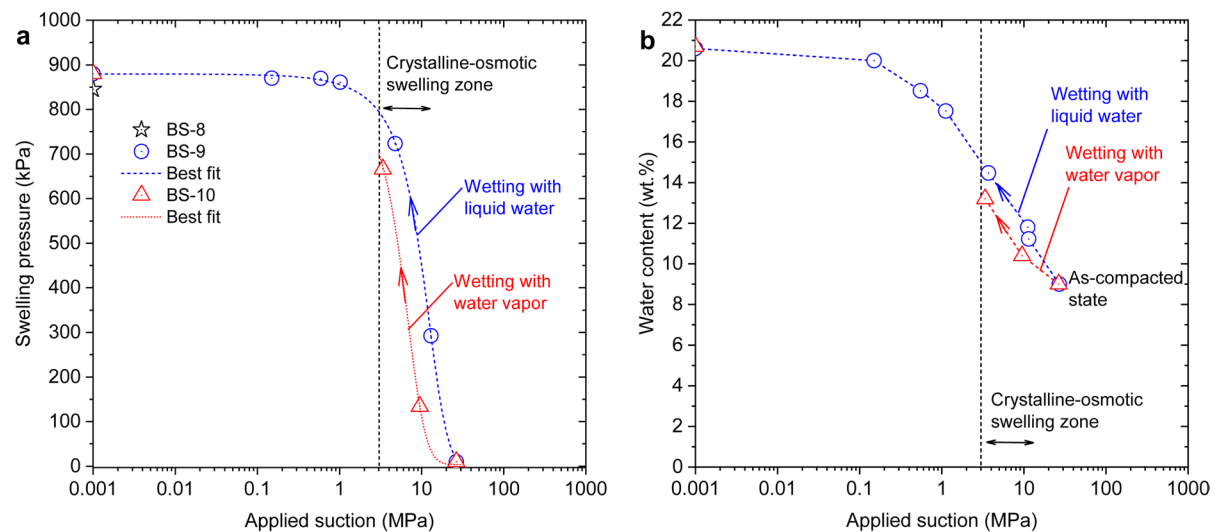 a
1000
900
800
700
600
500
400
300
200
100
0
Swelling pressure (kPa)
Crystalline-osmotic
swelling zone
BS-8
BS-9
Best fit
BS-10
Best fit
Wetting with
liquid water
Wetting with
water vapor
0.001
0.1
1
10
100
1000
Applied suction (MPa)
b
22
20
18
16
14
12
10
8
6
4
2
0
Water content (wt.%)
Wetting with
liquid water
Wetting with
water vapor
As-compacted
state
Crystalline-osmotic
swelling zone
0.001
0.1
1
10
100
1000
Applied suction (MPa)